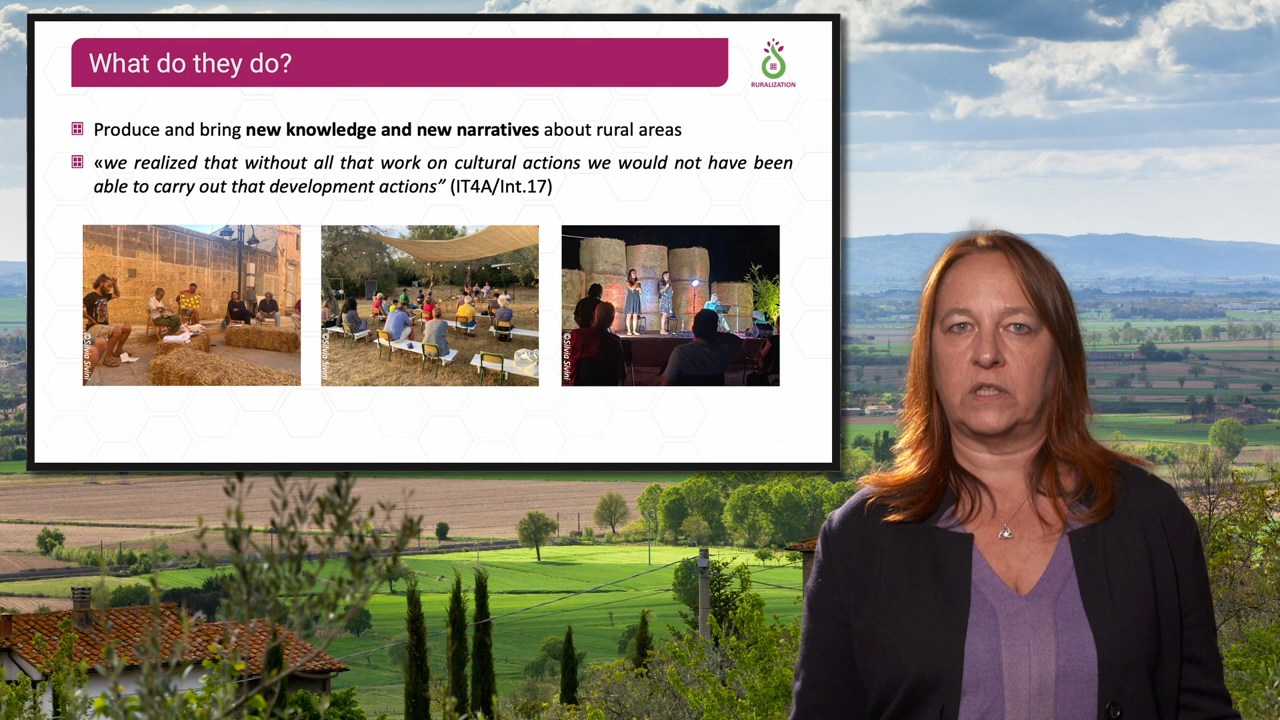 What do they do?
RURALIZATION
Produce and bring new knowledge and new narratives about rural areas
«we realized that without all that work on cultural actions we would not have been
able to carry out that development actions” (IT4A/Int.17)
©Silvia Sivini
©Silvia Sivini
©Silvia Sivini